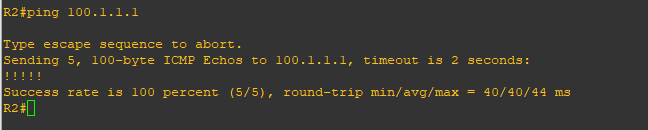 R2#ping 100.1.1.1
Type escape sequence to abort.
Sending 5, 100-byte ICMP Echos to 100.1.1.1, timeout is 2 seconds:
!!!!!
Success rate is 100 percent (5/5), round-trip min/avg/max = 40/40/44 ms
R2#